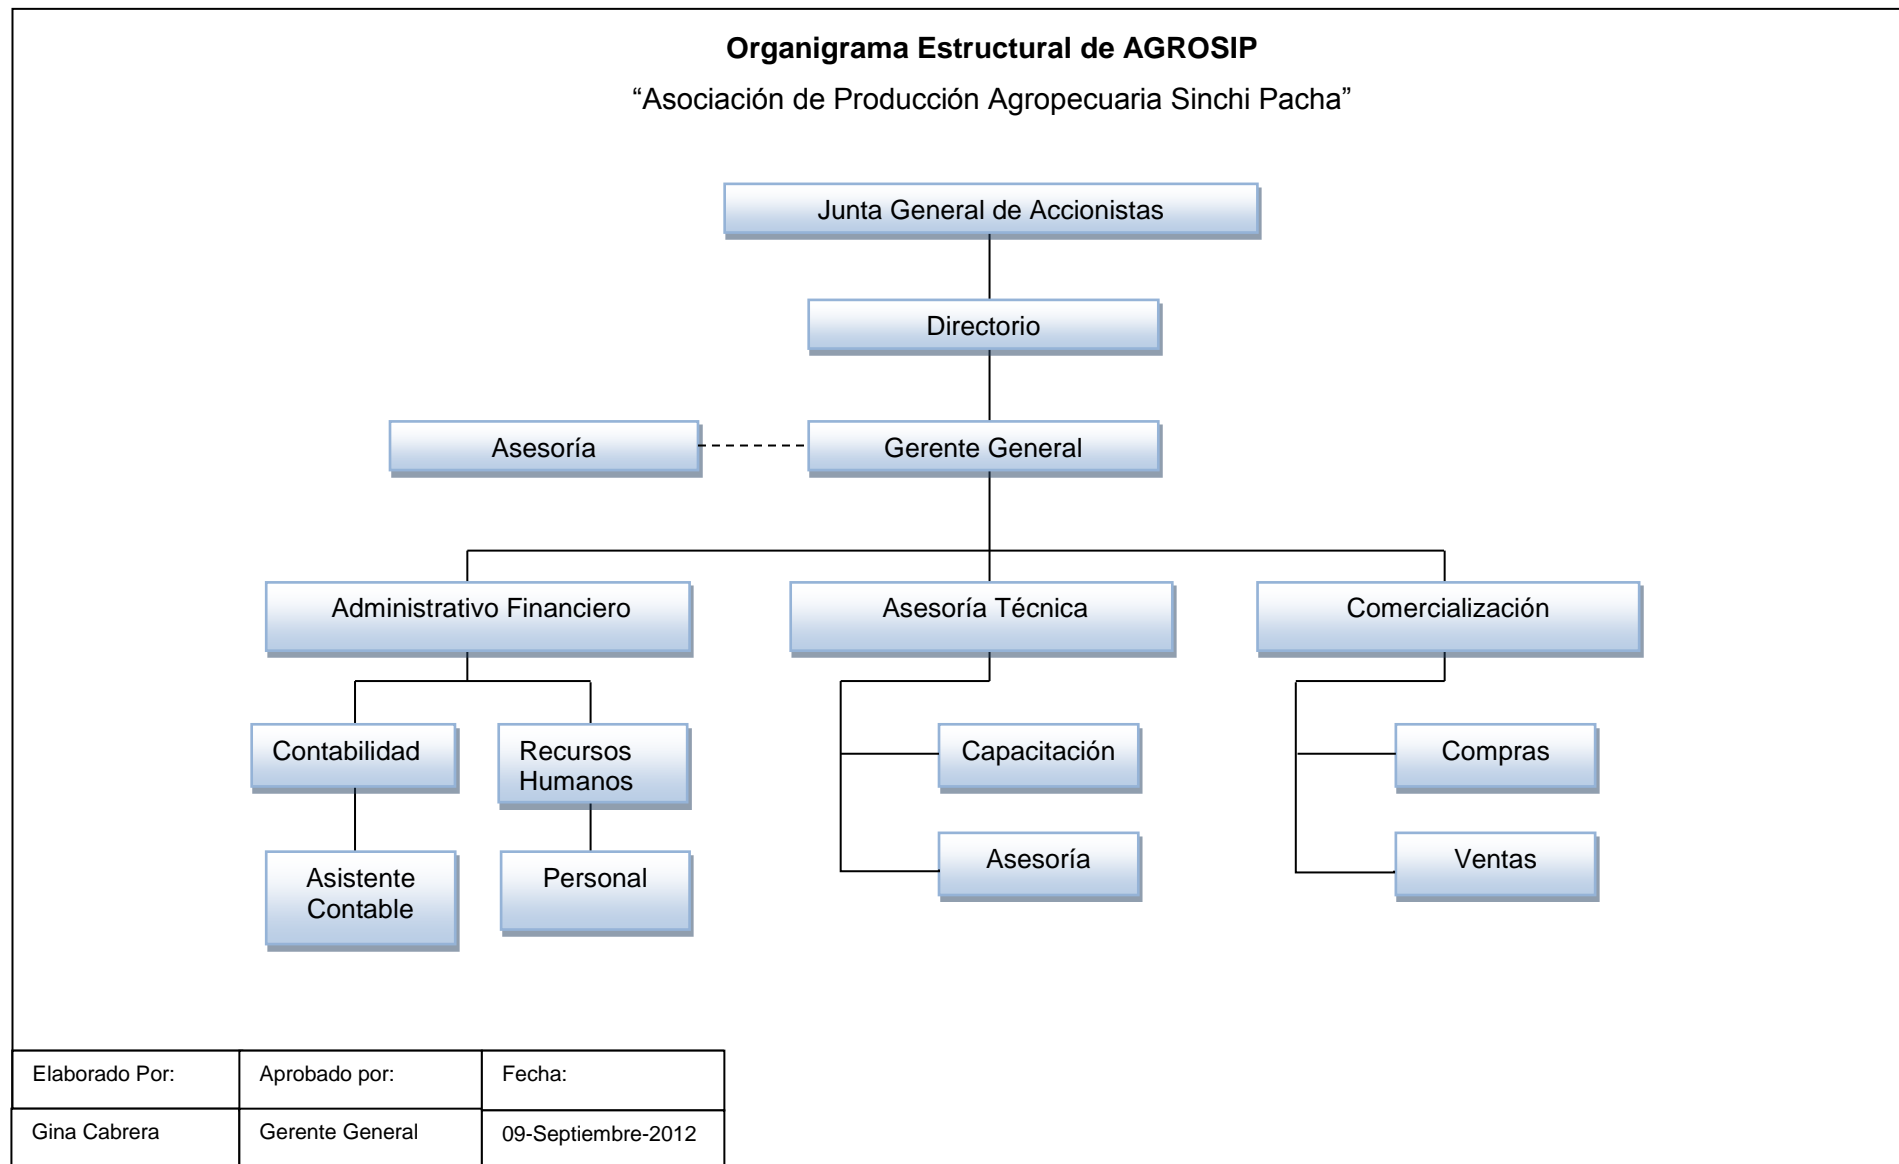 Organigrama Estructural de AGROSIP
“Asociación de Producción Agropecuaria Sinchi Pacha”
Junta General de Accionistas
Directorio
Asesoría
Gerente General
Administrativo Financiero
Asesoría Técnica
Comercialización
Contabilidad
Recursos
Humanos
Capacitación
Compras
Asistente
Contable
Personal
Asesoría
Ventas
Elaborado Por:
Aprobado por:
Fecha:
Gina Cabrera
Gerente General
09-Septiembre-2012